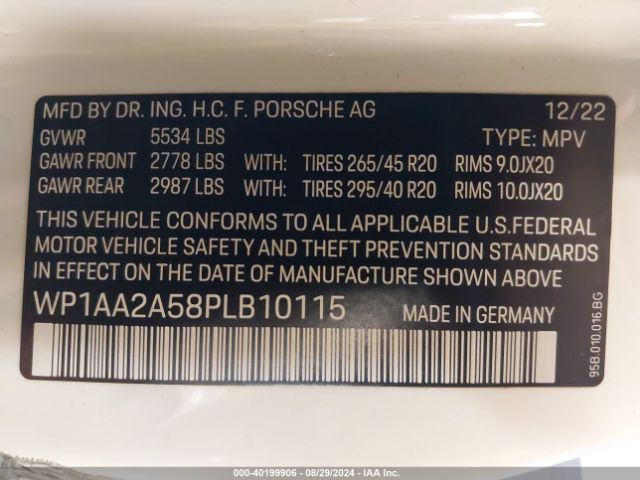 MFD BY DR. ING. H.C. F. PORSCHE AG 12/22
GVWR 5534 LBS TYPE: MPV
GAWR FRONT 2778 LBS WITH: TIRES 265/45 R20 RIMS 9.0JX20
GAWR REAR 2987 LBS WITH: TIRES 295/40 R20 RIMS 10.0JX20
THIS VEHICLE CONFORMS TO ALL APPLICABLE U.S.FEDERAL
MOTOR VEHICLE SAFETY AND THEFT PREVENTION STANDARDS
IN EFFECT ON THE DATE OF MANUFACTURE SHOWN ABOVE
WP1AA2A58PLB10115 MADE IN GERMANY
95B.010.016.BG
000-40199906 - 08/29/2024 - IAAI.com